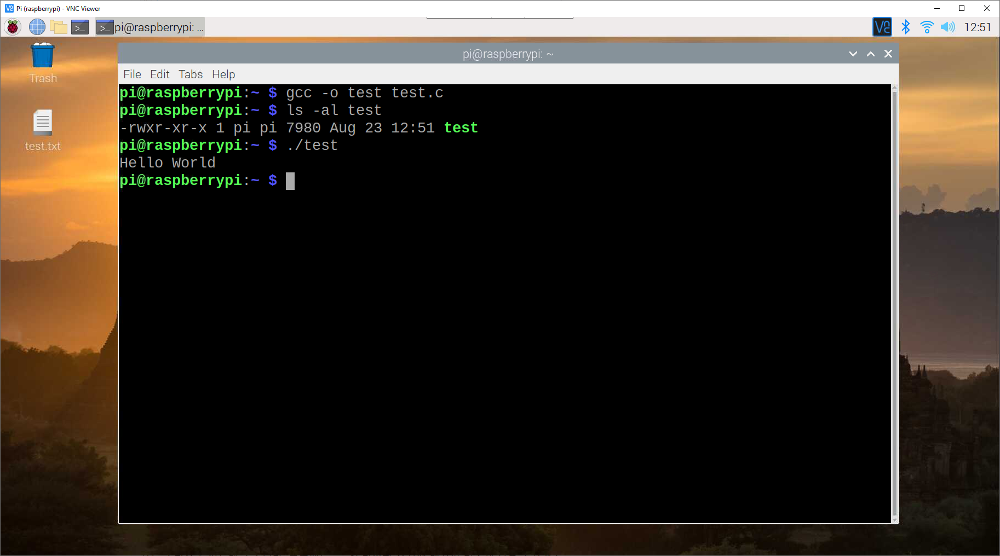 Pi (raspberrypi) - VNC Viewer
pi@raspberrypi: ...
12:51
Trash
test.txt
pi@raspberrypi: ~
File Edit Tabs Help
pi@raspberrypi:~ $ gcc -o test test.c
pi@raspberrypi:~ $ ls -al test
-rwxr-xr-x 1 pi pi 7980 Aug 23 12:51 test
pi@raspberrypi:~ $ ./test
Hello World
pi@raspberrypi:~ $